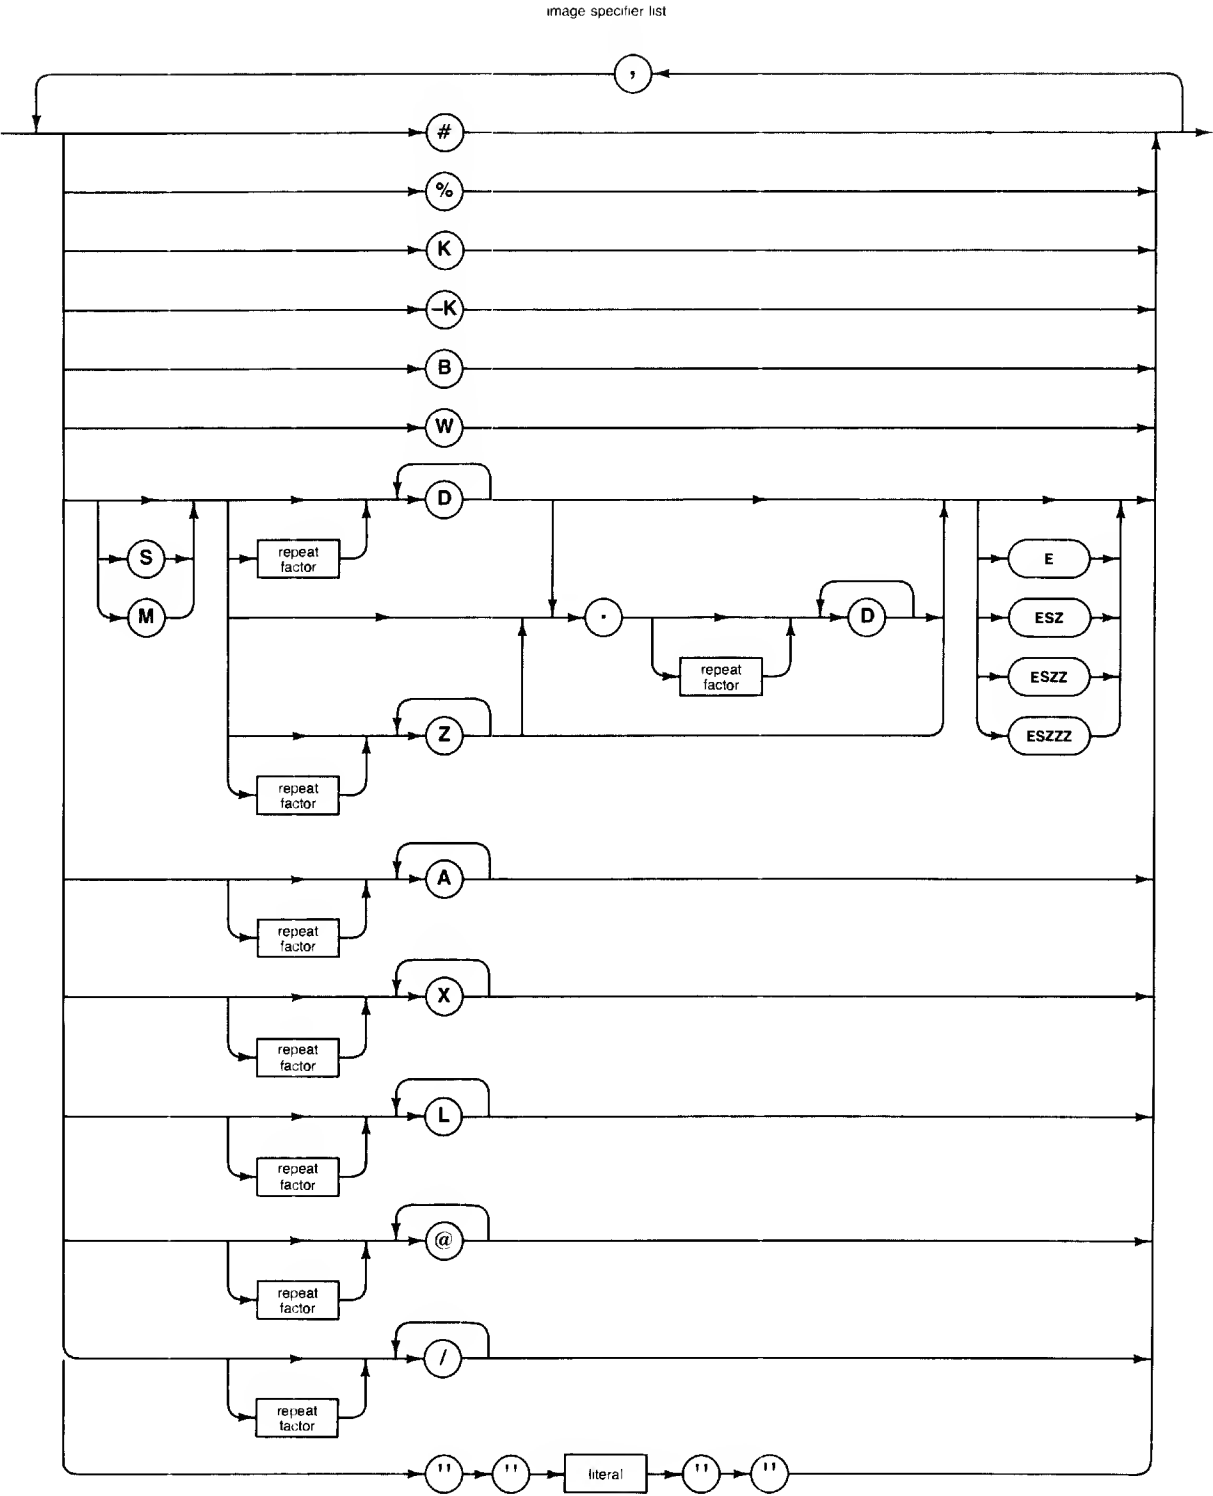 image specifier list
,
#
%
K
–K
B
W
D
S
repeat
factor
E
M
.
D
ESZ
repeat
factor
ESZZ
Z
ESZZZ
repeat
factor
A
repeat
factor
X
repeat
factor
L
repeat
factor
@
repeat
factor
/
repeat
factor
" " literal " "